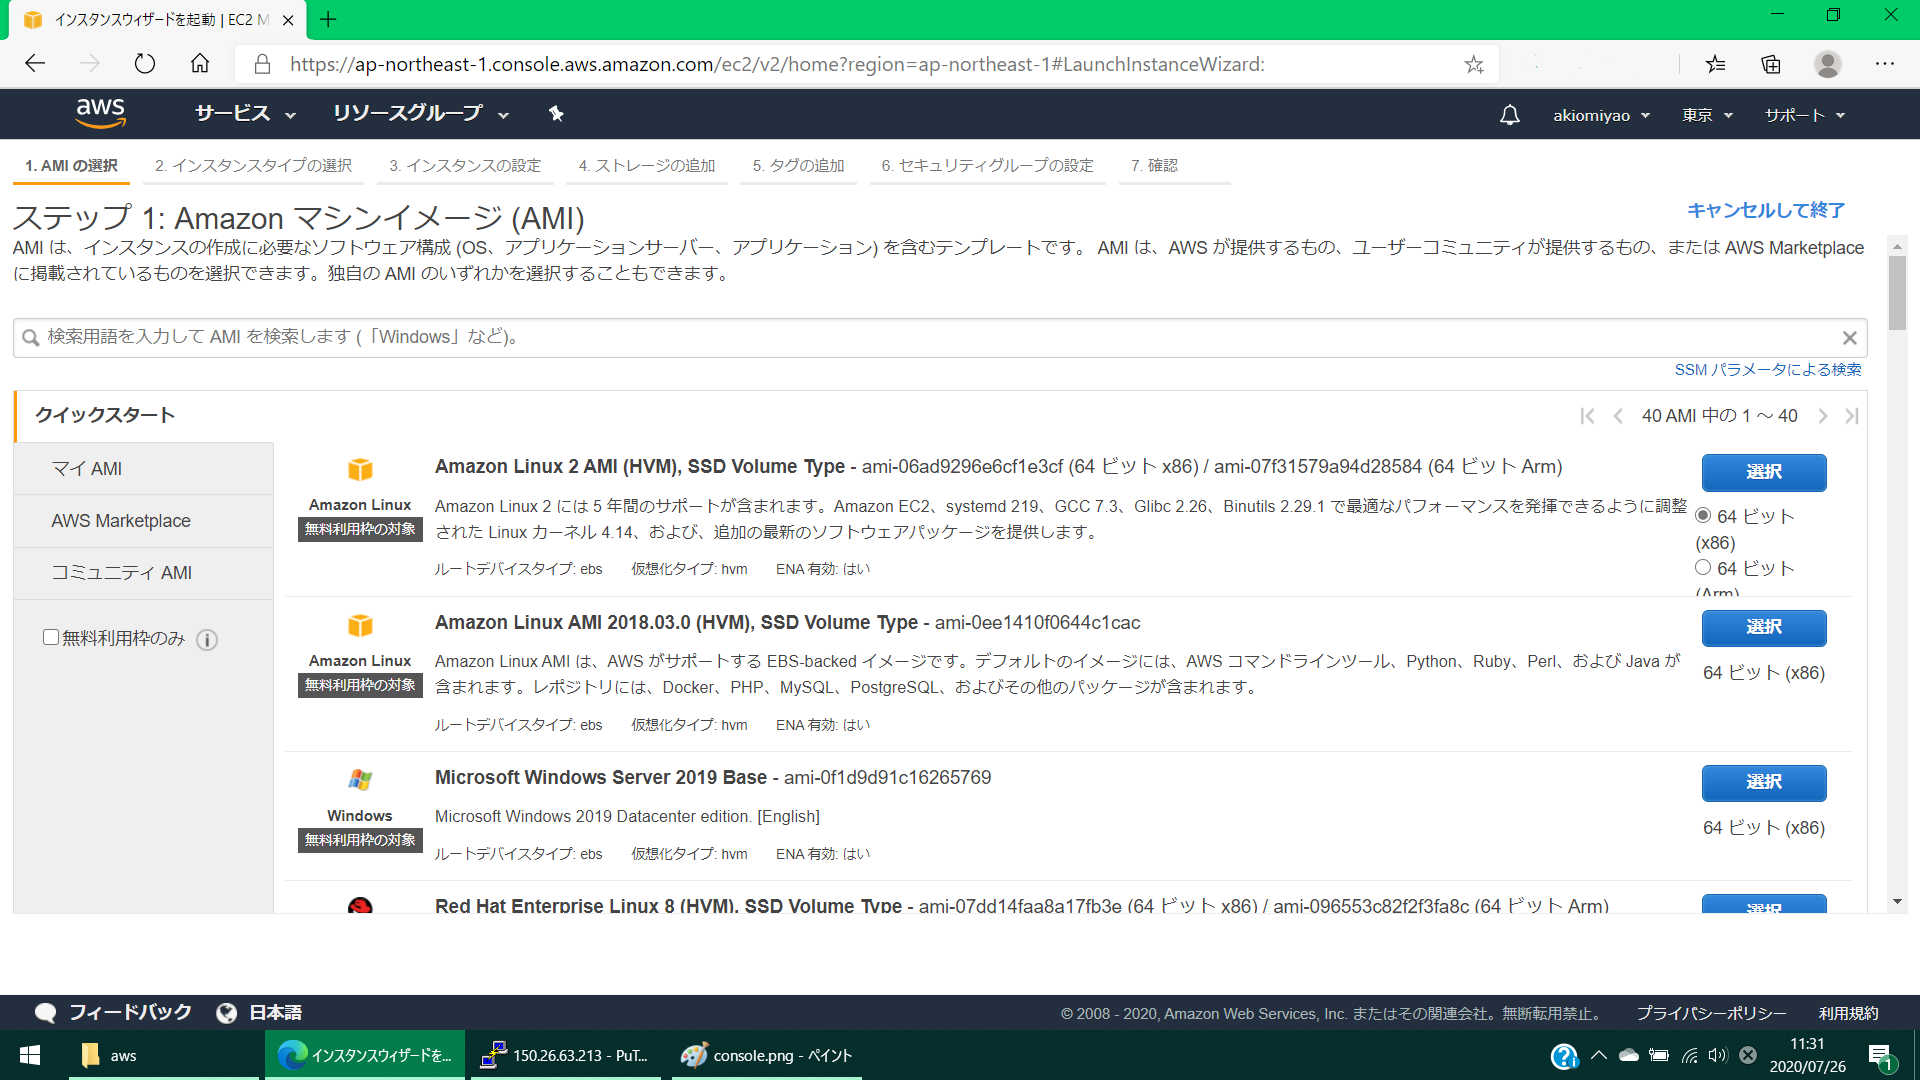 インスタンスウィザードを起動 | EC2 M
https://ap-northeast-1.console.aws.amazon.com/ec2/v2/home?region=ap-northeast-1#LaunchInstanceWizard:
aws サービス リソースグループ akiomiyao 東京 サポート
1. AMI の選択 2. インスタンスタイプの選択 3. インスタンスの設定 4. ストレージの追加 5. タグの追加 6. セキュリティグループの設定 7. 確認
ステップ 1: Amazon マシンイメージ (AMI)
キャンセルして終了
AMI は、インスタンスの作成に必要なソフトウェア構成 (OS、アプリケーションサーバー、アプリケーション) を含むテンプレートです。 AMI は、AWS が提供するもの、ユーザーコミュニティが提供するもの、または AWS Marketplace
に掲載されているものを選択できます。独自の AMI のいずれかを選択することもできます。
検索用語を入力して AMI を検索します (「Windows」など)。
SSM パラメータによる検索
クイックスタート
40 AMI 中の 1 ～ 40
マイ AMI
AWS Marketplace
コミュニティ AMI
無料利用枠のみ
Amazon Linux
無料利用枠の対象
Amazon Linux 2 AMI (HVM), SSD Volume Type - ami-06ad9296e6cf1e3cf (64 ビット x86) / ami-07f31579a94d28584 (64 ビット Arm)
Amazon Linux 2 には 5 年間のサポートが含まれます。Amazon EC2、systemd 219、GCC 7.3、Glibc 2.26、Binutils 2.29.1 で最適なパフォーマンスを発揮できるように調整
された Linux カーネル 4.14、および、追加の最新のソフトウェアパッケージを提供します。
ルートデバイスタイプ: ebs 仮想化タイプ: hvm ENA 有効: はい
選択
64 ビット
(x86)
64 ビット
(Arm)
Amazon Linux
無料利用枠の対象
Amazon Linux AMI 2018.03.0 (HVM), SSD Volume Type - ami-0ee1410f0644c1cac
Amazon Linux AMI は、AWS がサポートする EBS-backed イメージです。デフォルトのイメージには、AWS コマンドラインツール、Python、Ruby、Perl、および Java が
含まれます。レポジトリには、Docker、PHP、MySQL、PostgreSQL、およびその他のパッケージが含まれます。
ルートデバイスタイプ: ebs 仮想化タイプ: hvm ENA 有効: はい
選択
64 ビット (x86)
Windows
無料利用枠の対象
Microsoft Windows Server 2019 Base - ami-0f1d9d91c16265769
Microsoft Windows 2019 Datacenter edition. [English]
ルートデバイスタイプ: ebs 仮想化タイプ: hvm ENA 有効: はい
選択
64 ビット (x86)
Red Hat Enterprise Linux 8 (HVM), SSD Volume Type - ami-07dd14faa8a17fb3e (64 ビット x86) / ami-096553c82f2f3fa8c (64 ビット Arm)
選択
フィードバック 日本語
© 2008 - 2020, Amazon Web Services, Inc. またはその関連会社。無断転用禁止。 プライバシーポリシー 利用規約
aws インスタンスウィザードを... 150.26.63.213 - PuT... console.png - ペイント
11:31
2020/07/26
1